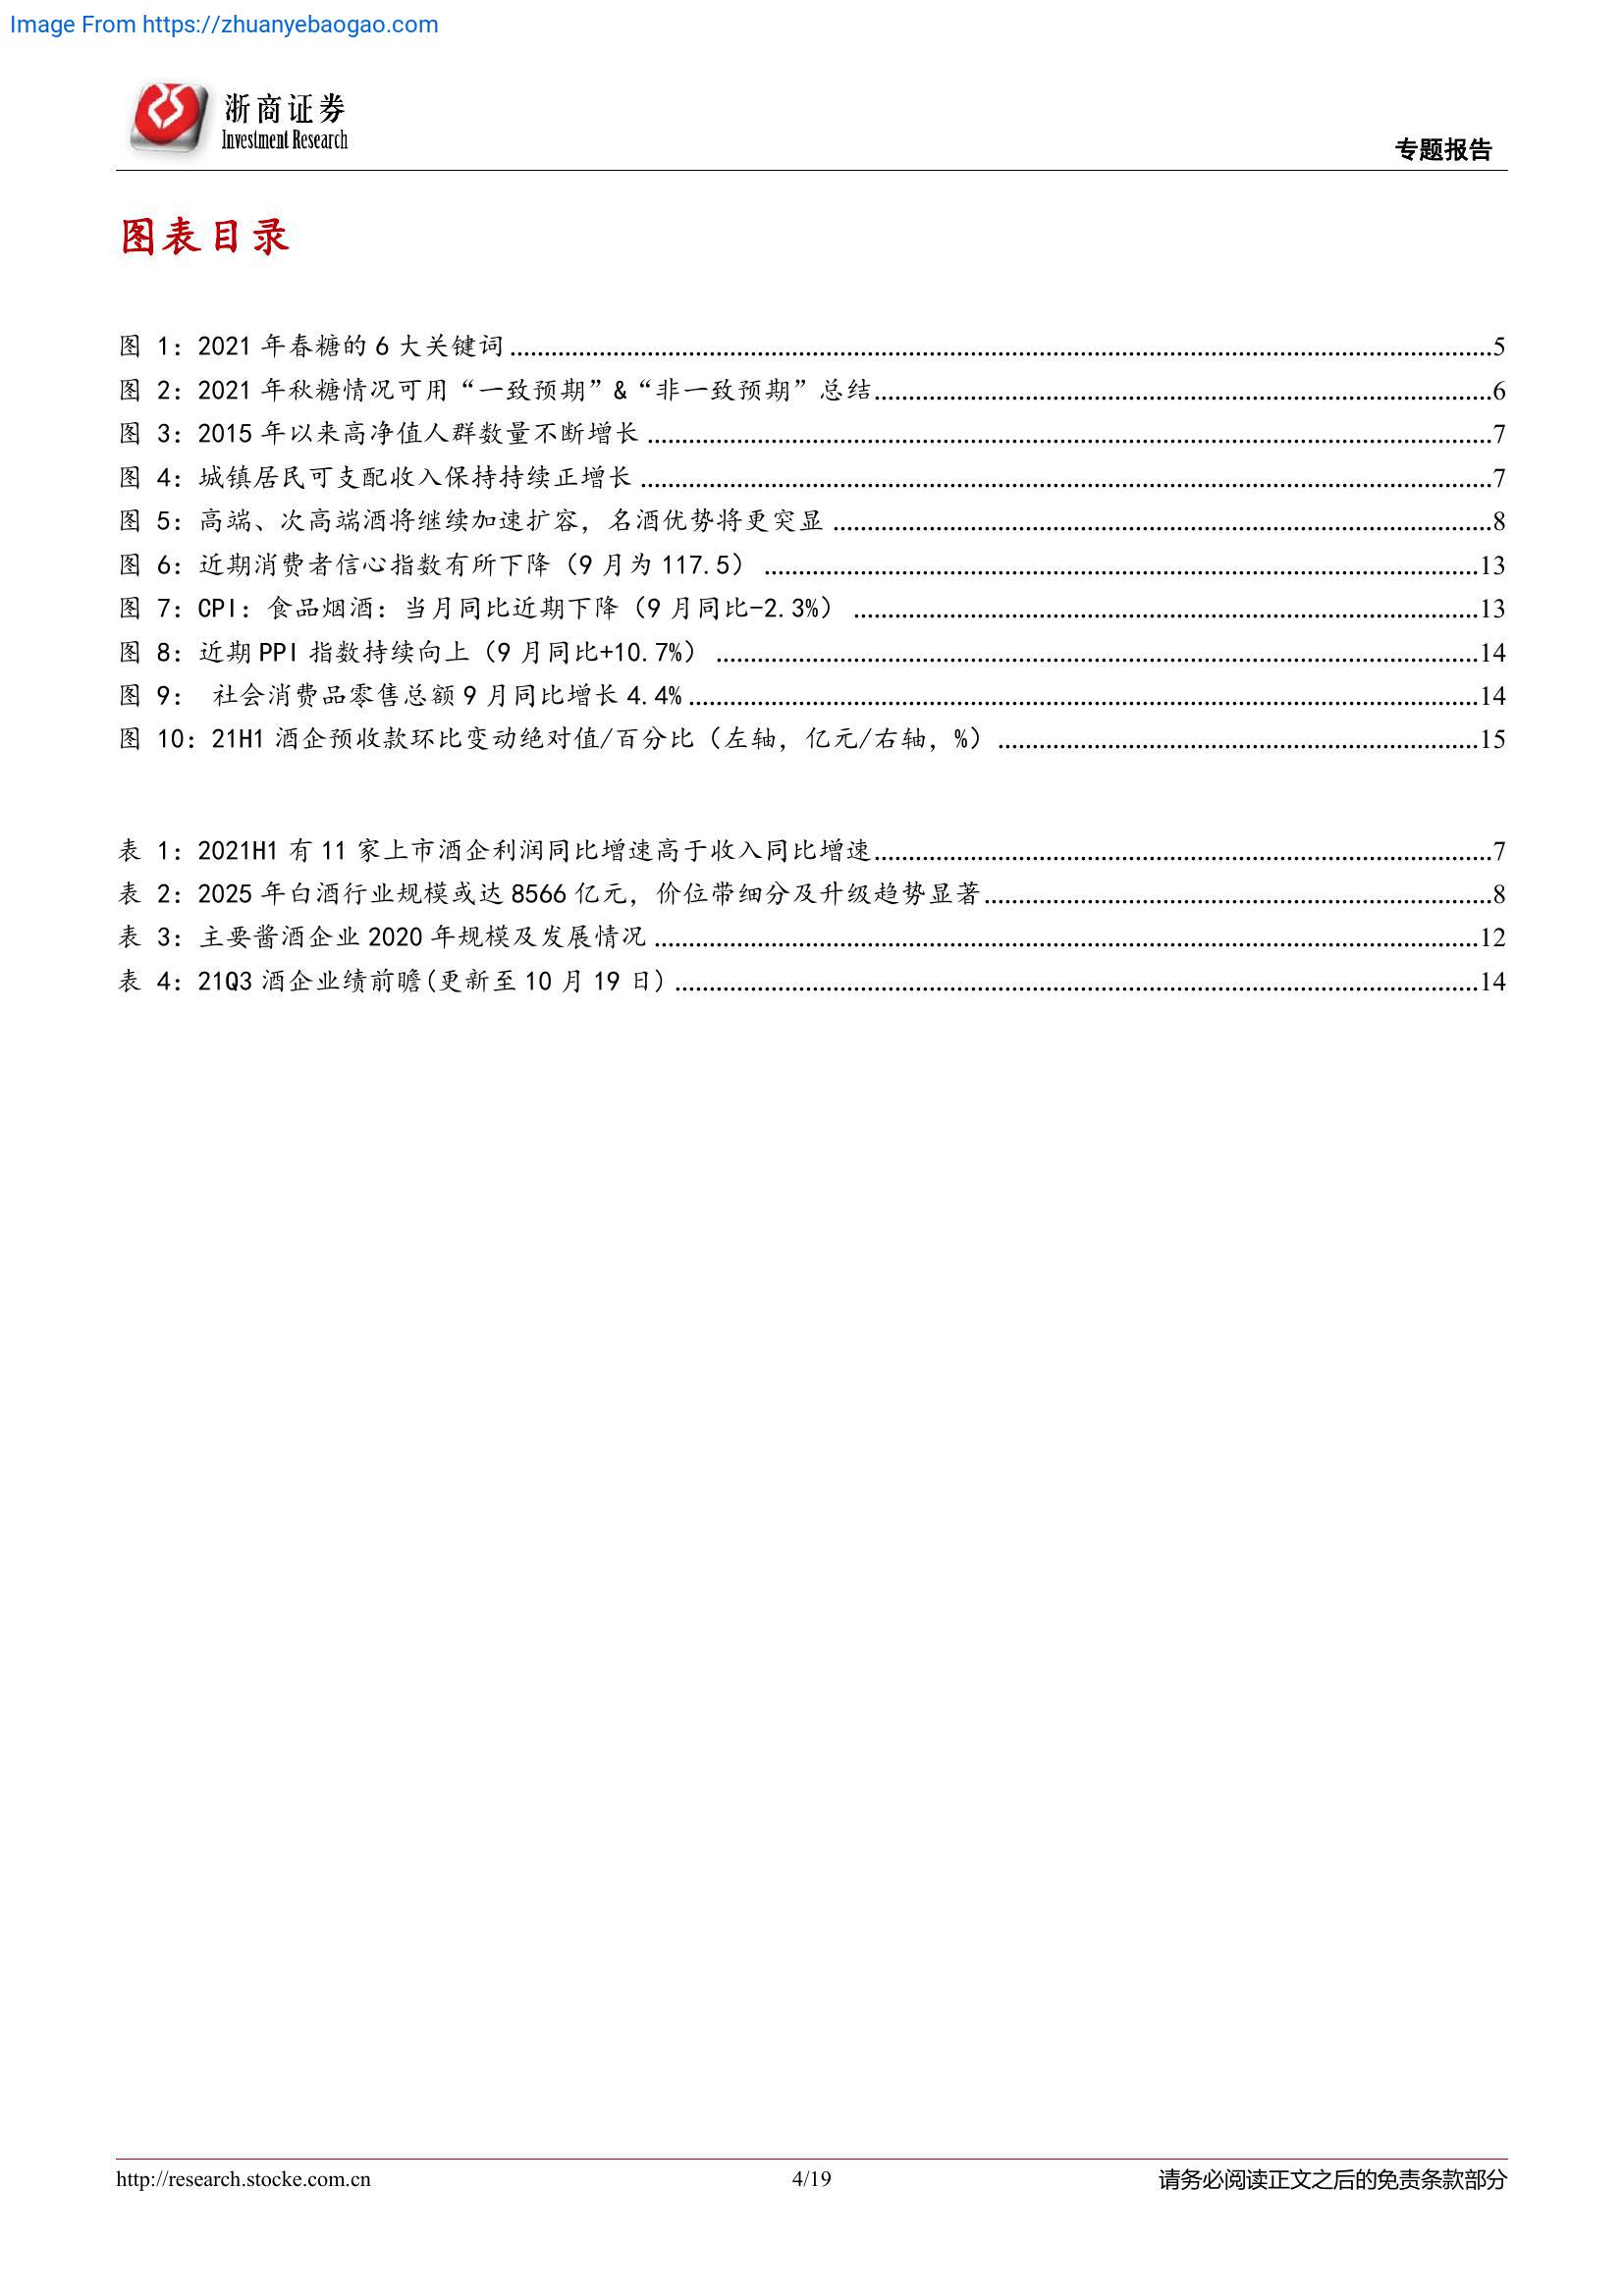 Image From https://zhuanyebaogao.com
浙商证券
Investment Research
专题报告
图表目录
图 1：2021 年春糖的 6 大关键词5
图 2：2021 年秋糖情况可用“一致预期”&“非一致预期”总结6
图 3：2015 年以来高净值人群数量不断增长7
图 4：城镇居民可支配收入保持持续正增长7
图 5：高端、次高端酒将继续加速扩容，名酒优势将更突显8
图 6：近期消费者信心指数有所下降（9 月为 117.5）13
图 7：CPI：食品烟酒：当月同比近期下降（9 月同比-2.3%）13
图 8：近期 PPI 指数持续向上（9 月同比+10.7%）14
图 9： 社会消费品零售总额 9 月同比增长 4.4%14
图 10：21H1 酒企预收款环比变动绝对值/百分比（左轴，亿元/右轴，%）15
表 1：2021H1 有 11 家上市酒企利润同比增速高于收入同比增速7
表 2：2025 年白酒行业规模或达 8566 亿元，价位带细分及升级趋势显著8
表 3：主要酱酒企业 2020 年规模及发展情况12
表 4：21Q3 酒企业绩前瞻(更新至 10 月 19 日)14
http://research.stocke.com.cn
4/19
请务必阅读正文之后的免责条款部分